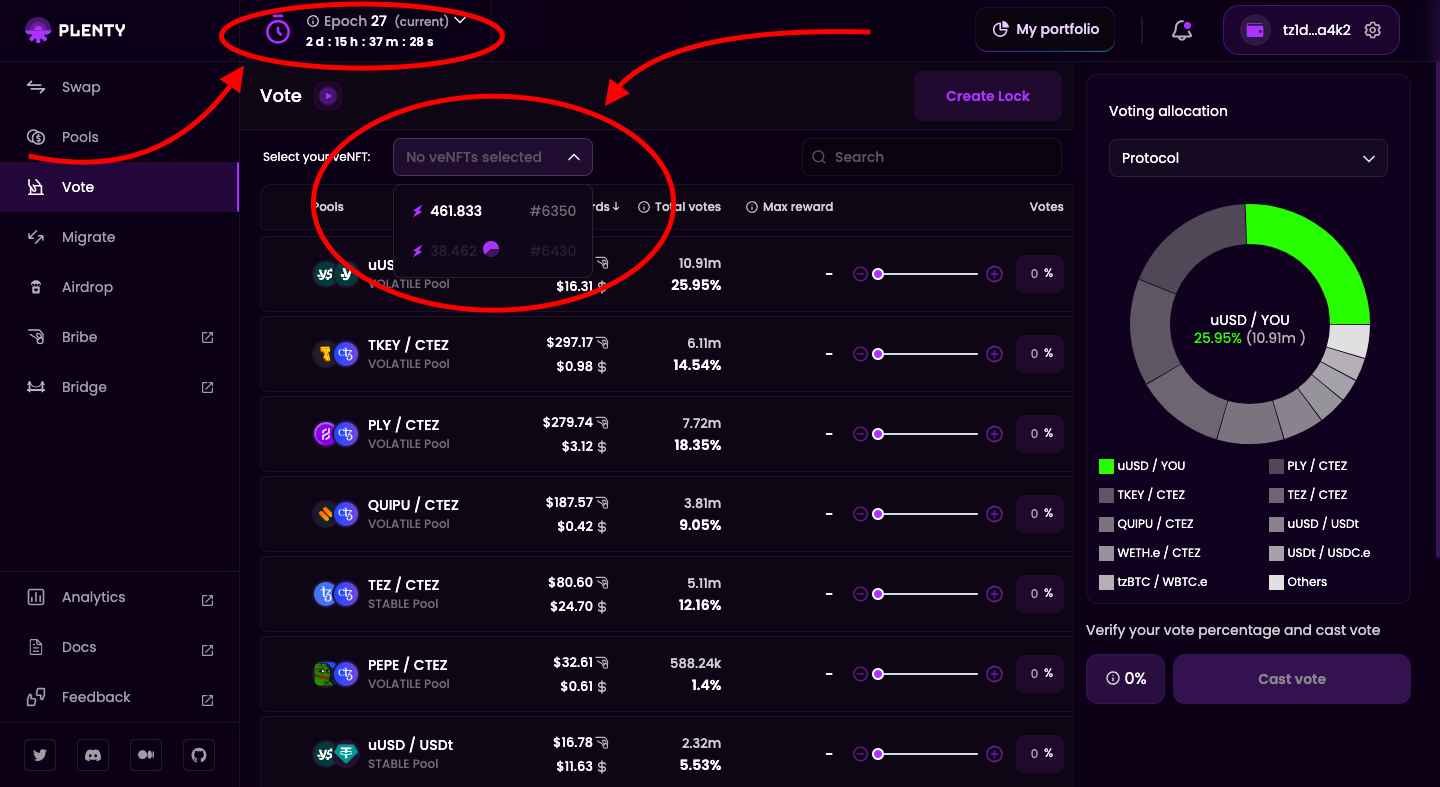 PLENTY
Epoch 27 (current)
2 d : 15 h : 37 m : 28 s
My portfolio
tz1d...a4k2
Swap
Pools
Vote
Migrate
Airdrop
Bribe
Bridge
Analytics
Docs
Feedback
Vote
Create Lock
Select your veNFT:
No veNFTs selected
Search
461.833 #6350
38.462 #6430
Pools
Total votes
Max reward
Votes
VOLATILE Pool
$16.31 $
10.91m
25.95%
-
0 %
TKEY / CTEZ
VOLATILE Pool
$297.17
$0.98 $
6.11m
14.54%
-
0 %
PLY / CTEZ
VOLATILE Pool
$279.74
$3.12 $
7.72m
18.35%
-
0 %
QUIPU / CTEZ
VOLATILE Pool
$187.57
$0.42 $
3.81m
9.05%
-
0 %
TEZ / CTEZ
STABLE Pool
$80.60
$24.70 $
5.11m
12.16%
-
0 %
PEPE / CTEZ
VOLATILE Pool
$32.61
$0.61 $
588.24k
1.4%
-
0 %
uUSD / USDt
STABLE Pool
$16.78
$11.63 $
2.32m
5.53%
-
0 %
Voting allocation
Protocol
uUSD / YOU
25.95% (10.91m )
uUSD / YOU
PLY / CTEZ
TKEY / CTEZ
TEZ / CTEZ
QUIPU / CTEZ
uUSD / USDt
WETH.e / CTEZ
USDt / USDC.e
tzBTC / WBTC.e
Others
Verify your vote percentage and cast vote
0%
Cast vote